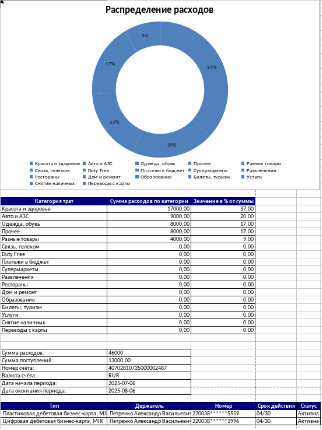 Распределение расходов
9%
37%
17%
17%
20%
Красота и здоровье Авто и АЗС Одежда, обувь Прочее Разные товары
Связь, телеком Duty Free Платежи в бюджет Супермаркеты Развлечения
Рестораны Дом и ремонт Образование Билеты, туризм Услуги
Снятие наличных Переводы с карты
Категория трат Сумма расходов по категории Значение в % от суммы
Красота и здоровье 17000,00 37,00
Авто и АЗС 9000,00 20,00
Одежда, обувь 8000,00 17,00
Прочее 8000,00 17,00
Разные товары 4000,00 9,00
Связь, телеком 0,00 0,00
Duty Free 0,00 0,00
Платежи в бюджет 0,00 0,00
Супермаркеты 0,00 0,00
Развлечения 0,00 0,00
Рестораны 0,00 0,00
Дом и ремонт 0,00 0,00
Образование 0,00 0,00
Билеты, туризм 0,00 0,00
Услуги 0,00 0,00
Снятие наличных 0,00 0,00
Переводы с карты 0,00 0,00
Сумма расходов: 46000
Сумма поступлений: 13000.00
Номер счёта: 40702810735000002487
Валюта счёта: RUR
Дата начала периода: 2025-07-06
Дата окончания периода: 2025-08-06
Тип Держатель Номер Срок действия Статус
Пластиковая дебетовая бизнес-карта, MIR Петренко Александр Васильевич 220038******5559 04/30 Активна
Цифровая дебетовая бизнес-карта, MIR Петренко Александр Васильевич 220038******3996 04/30 Активна